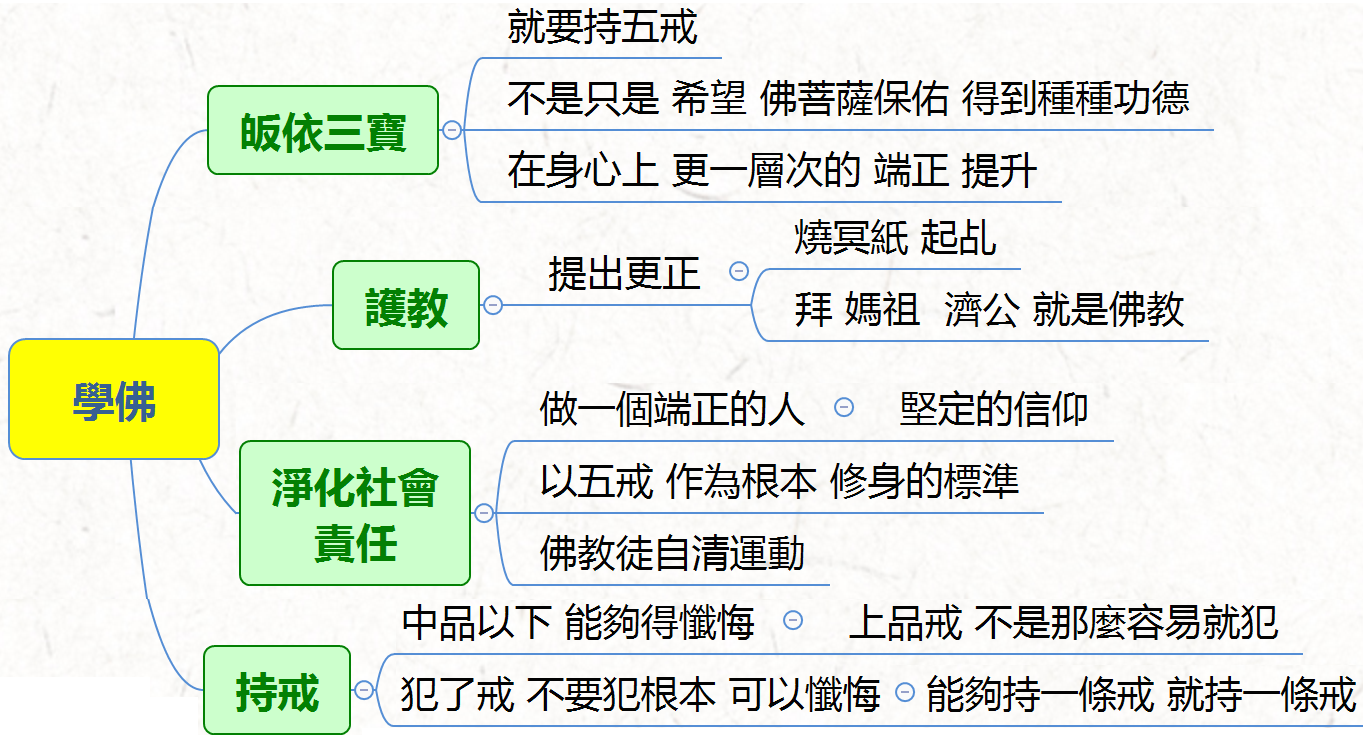 學佛
皈依三寶
就要持五戒
不是只是 希望 佛菩薩保佑 得到種種功德
在身心上 更一層次的 端正 提升
護教
提出更正
燒冥紙 起乩
拜 媽祖 濟公 就是佛教
淨化社會
責任
做一個端正的人
堅定的信仰
以五戒 作為根本 修身的標準
佛教徒自清運動
持戒
中品以下 能夠得懺悔
上品戒 不是那麼容易就犯
犯了戒 不要犯根本 可以懺悔
能夠持一條戒 就持一條戒